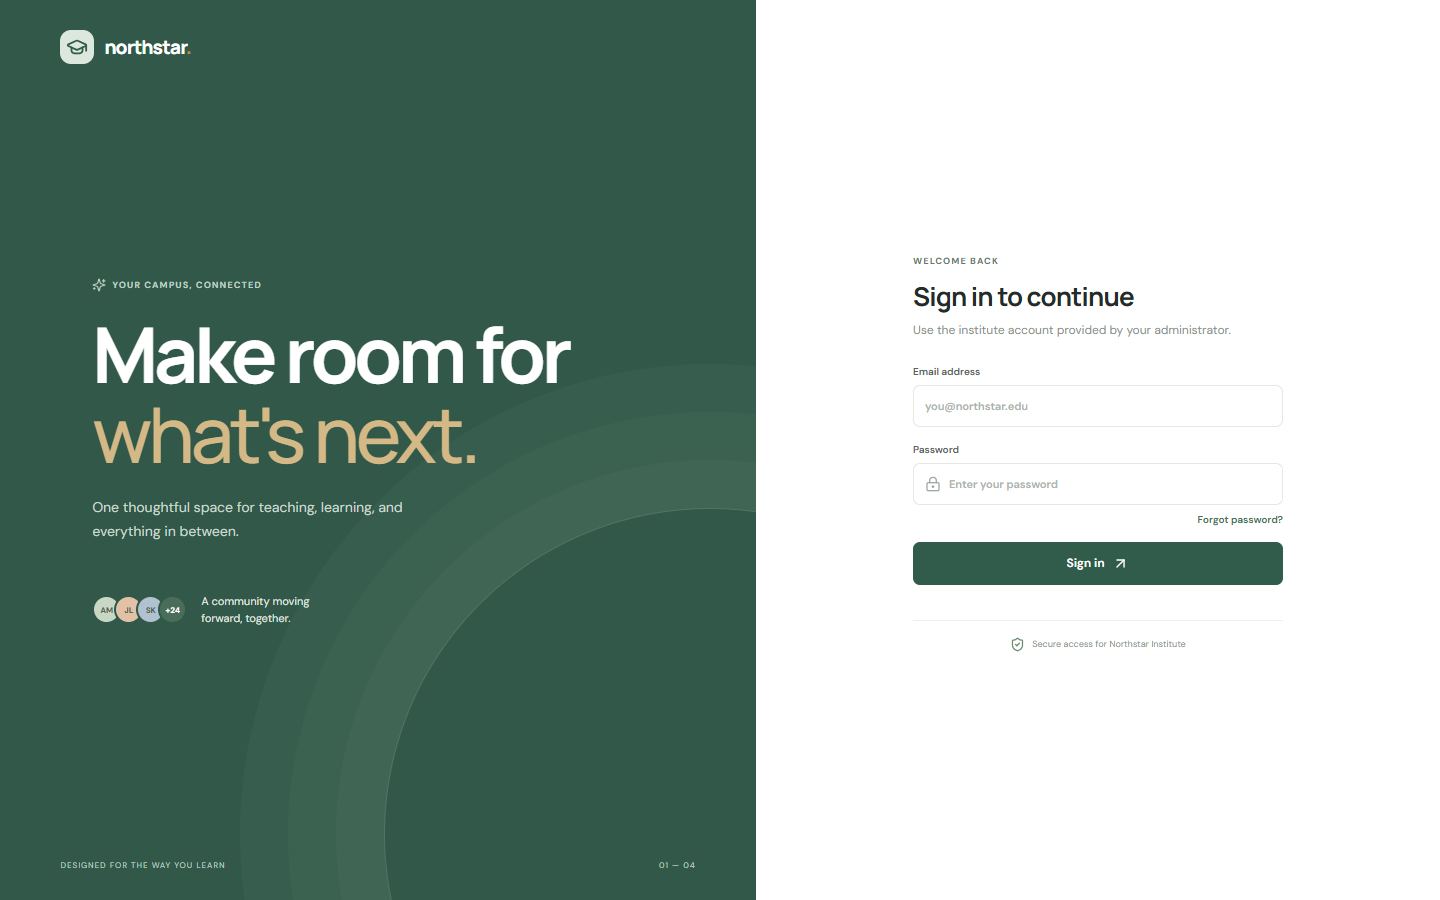 northstar.
YOUR CAMPUS, CONNECTED
Make room for
what's next.
One thoughtful space for teaching, learning, and
everything in between.
AM JL SK +24
A community moving
forward, together.
DESIGNED FOR THE WAY YOU LEARN
01 — 04
WELCOME BACK
Sign in to continue
Use the institute account provided by your administrator.
Email address
you@northstar.edu
Password
Enter your password
Forgot password?
Sign in
Secure access for Northstar Institute